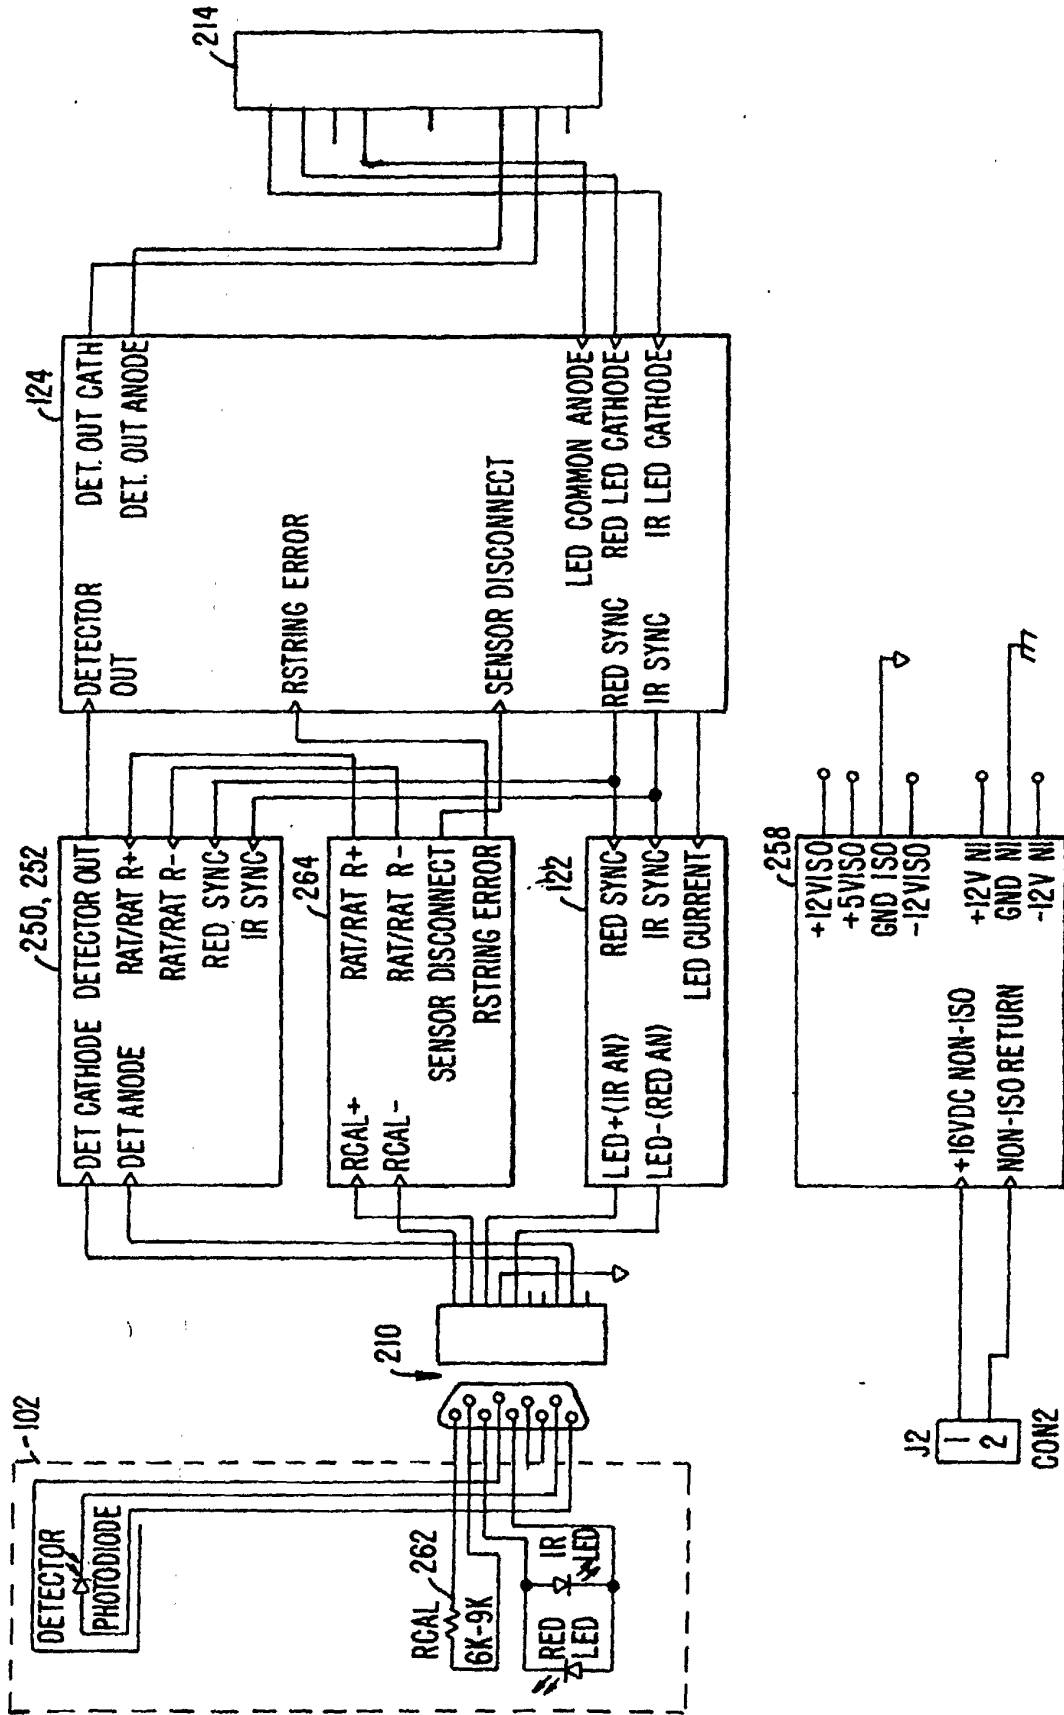 102
DETECTOR
PHOTODIODE
RCAL
262
6K-9K
RED
LED
IR
LED
210
250, 252
DET CATHODE
DETECTOR OUT
DET ANODE
RAT/RAT R+
RAT/RAT R-
RED SYNC
IR SYNC
264
RCAL+
RCAL-
RAT/RAT R+
RAT/RAT R-
SENSOR DISCONNECT
RSTRING ERROR
122
RED SYNC
IR SYNC
LED+(IR AN)
LED-(RED AN)
LED CURRENT
124
DETECTOR
OUT
DET. OUT CATH
DET. OUT ANODE
RSTRING ERROR
SENSOR DISCONNECT
LED COMMON ANODE
RED SYNC
RED LED CATHODE
IR SYNC
IR LED CATHODE
214
J2
1
2
CON2
258
+12VISO
+5VISO
GND ISO
-12VISO
+16VDC NON-ISO
+12V NI
NON-ISO RETURN
GND NI
-12V NI